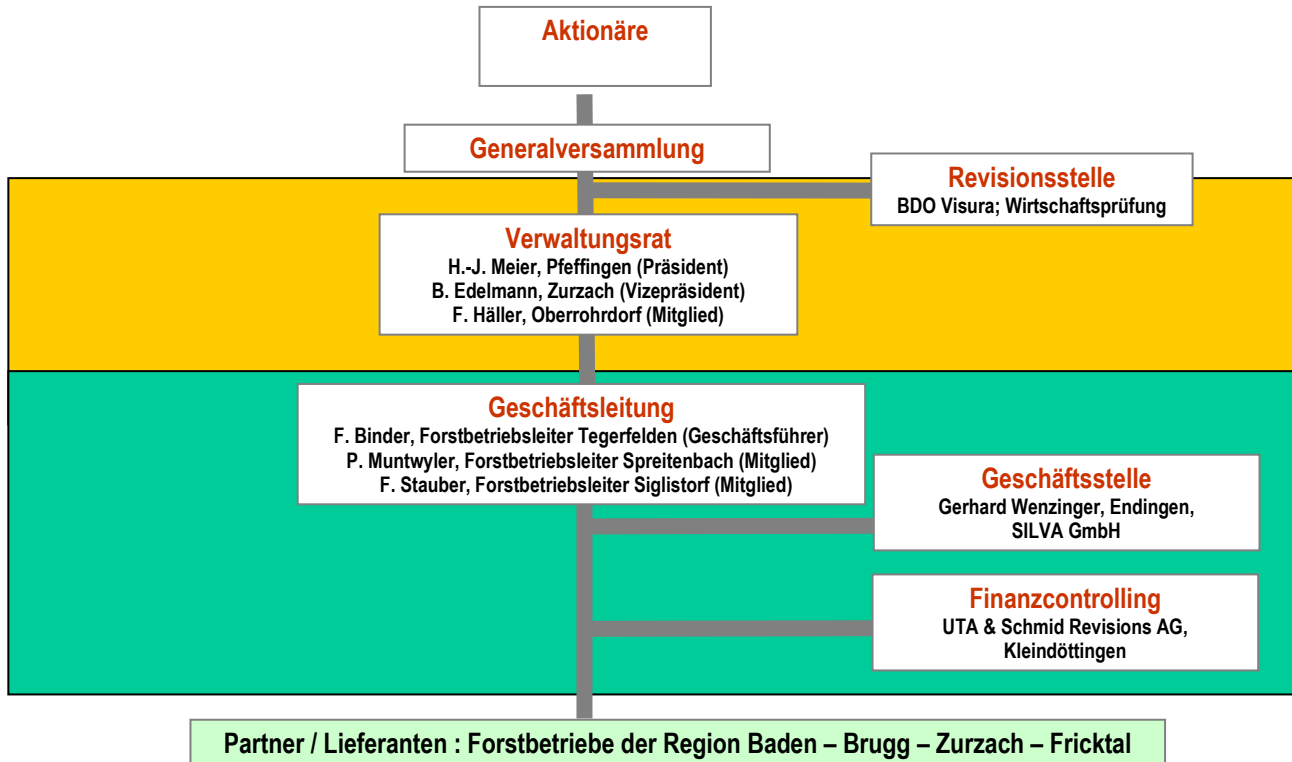 Aktionäre
Generalversammlung
Revisionsstelle
BDO Visura; Wirtschaftsprüfung
Verwaltungsrat
H.-J. Meier, Pfeffingen (Präsident)
B. Edelmann, Zurzach (Vizepräsident)
F. Häller, Oberrohrdorf (Mitglied)
Geschäftsleitung
F. Binder, Forstbetriebsleiter Tegerfelden (Geschäftsführer)
P. Muntwyler, Forstbetriebsleiter Spreitenbach (Mitglied)
F. Stauber, Forstbetriebsleiter Siglistorf (Mitglied)
Geschäftsstelle
Gerhard Wenzinger, Endingen,
SILVA GmbH
Finanzcontrolling
UTA & Schmid Revisions AG,
Kleindöttingen
Partner / Lieferanten : Forstbetriebe der Region Baden – Brugg – Zurzach – Fricktal